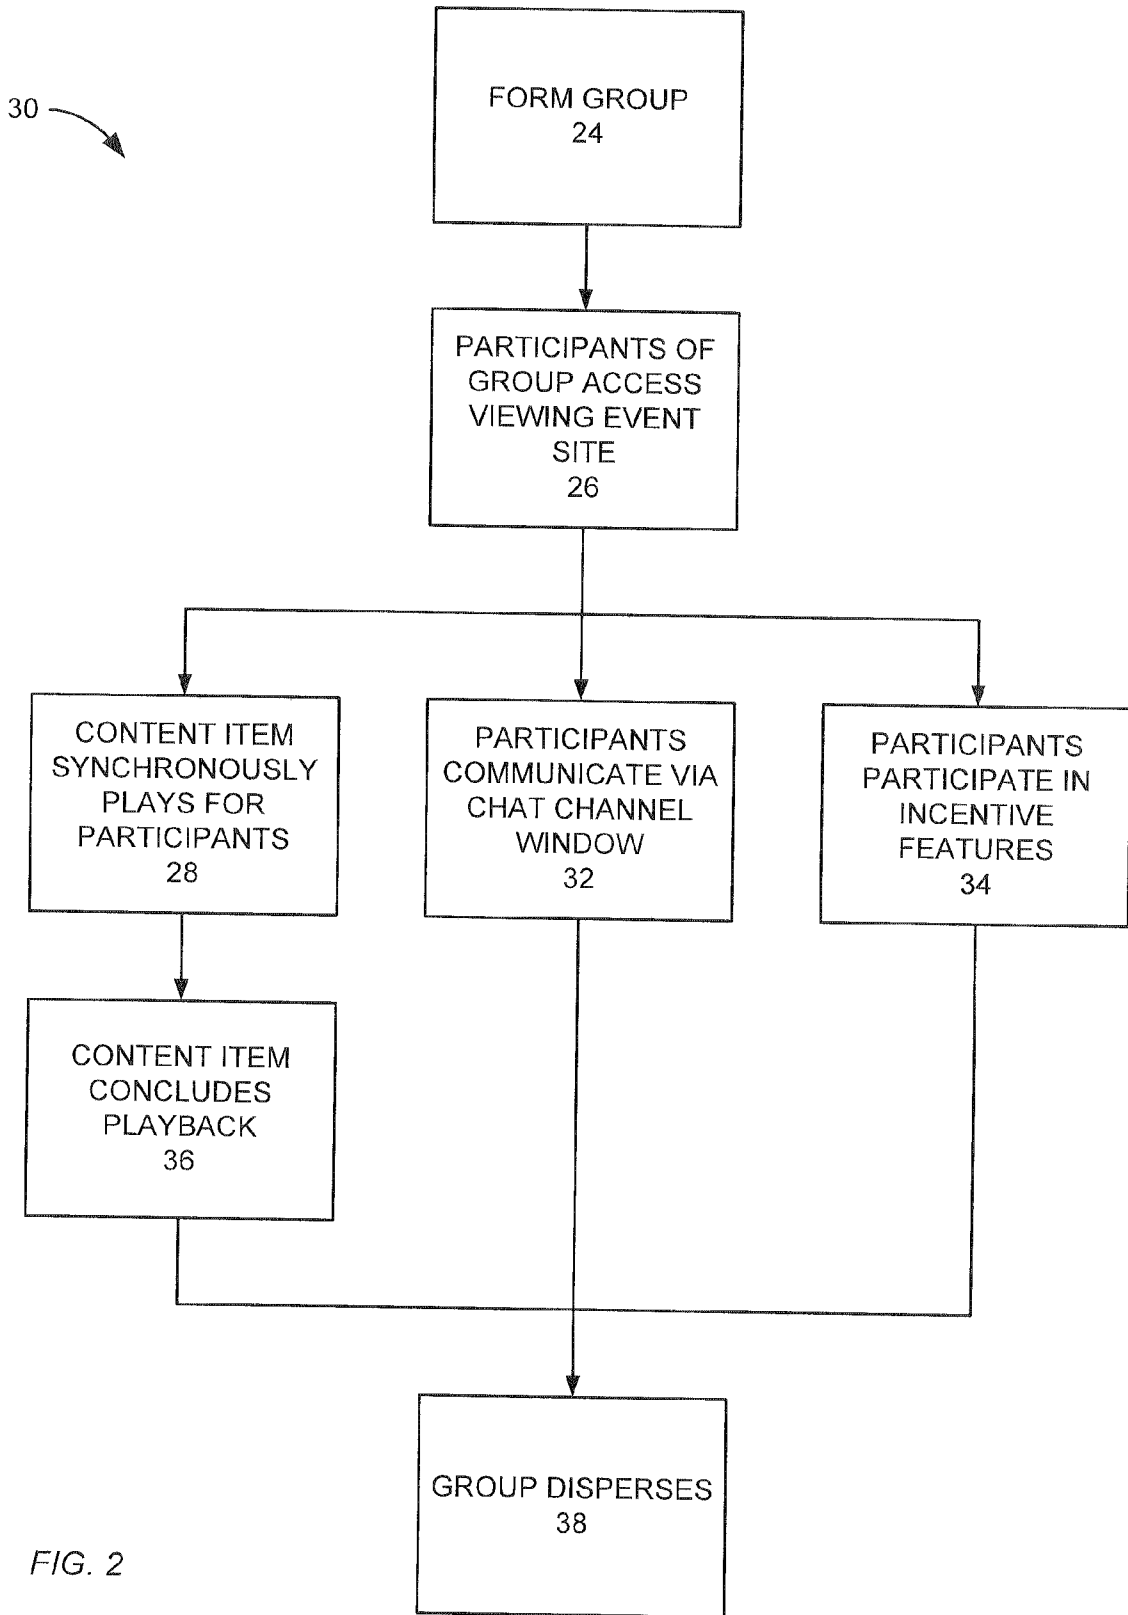 30
FORM GROUP
24
PARTICIPANTS OF
GROUP ACCESS
VIEWING EVENT
SITE
26
CONTENT ITEM
SYNCHRONOUSLY
PLAYS FOR
PARTICIPANTS
28
PARTICIPANTS
COMMUNICATE VIA
CHAT CHANNEL
WINDOW
32
PARTICIPANTS
PARTICIPATE IN
INCENTIVE
FEATURES
34
CONTENT ITEM
CONCLUDES
PLAYBACK
36
GROUP DISPERSES
38
FIG. 2